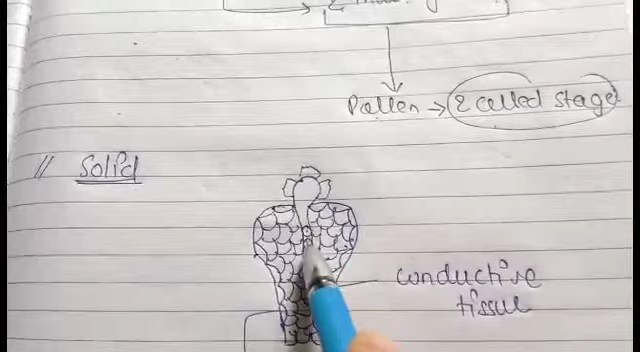 Pollen → 2 celled stage
// Solid
conductive
tissue